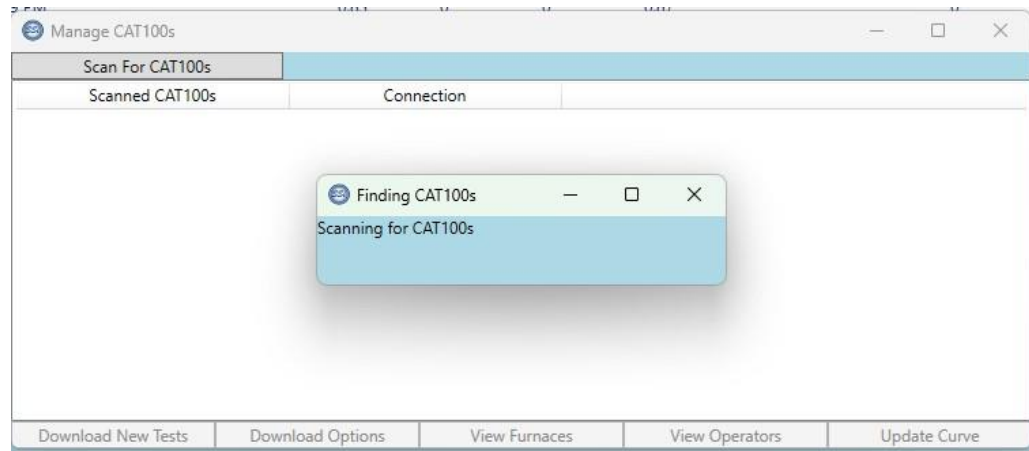 Manage CAT100s
Scan For CAT100s
Scanned CAT100s Connection
Finding CAT100s
Scanning for CAT100s
Download New Tests Download Options View Furnaces View Operators Update Curve